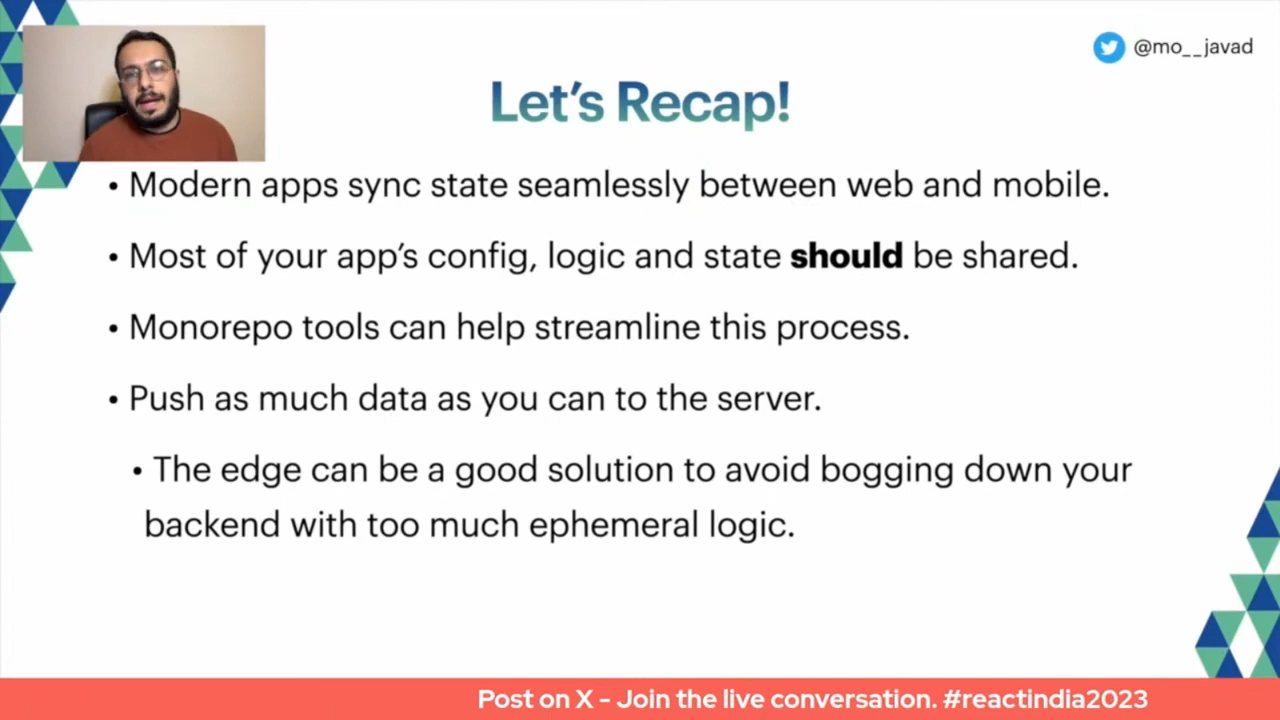 @mo__javad
Let's Recap!
• Modern apps sync state seamlessly between web and mobile.
• Most of your app's config, logic and state should be shared.
• Monorepo tools can help streamline this process.
• Push as much data as you can to the server.
• The edge can be a good solution to avoid bogging down your
backend with too much ephemeral logic.
Post on X - Join the live conversation. #reactindia2023